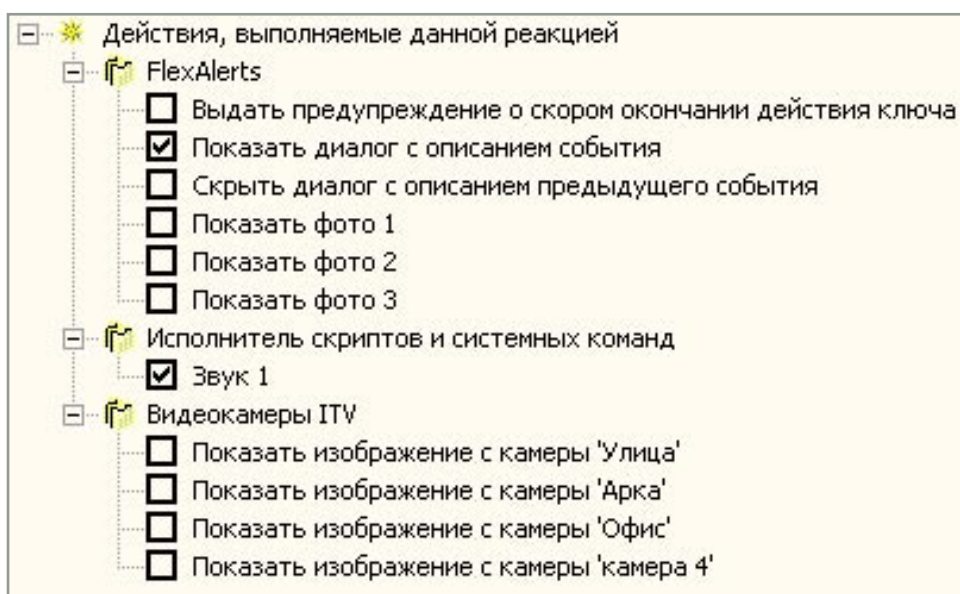 Действия, выполняемые данной реакцией
FlexAlerts
Выдать предупреждение о скором окончании действия ключа
Показать диалог с описанием события
Скрыть диалог с описанием предыдущего события
Показать фото 1
Показать фото 2
Показать фото 3
Исполнитель скриптов и системных команд
Звук 1
Видеокамеры ITV
Показать изображение с камеры 'Улица'
Показать изображение с камеры 'Арка'
Показать изображение с камеры 'Офис'
Показать изображение с камеры 'камера 4'